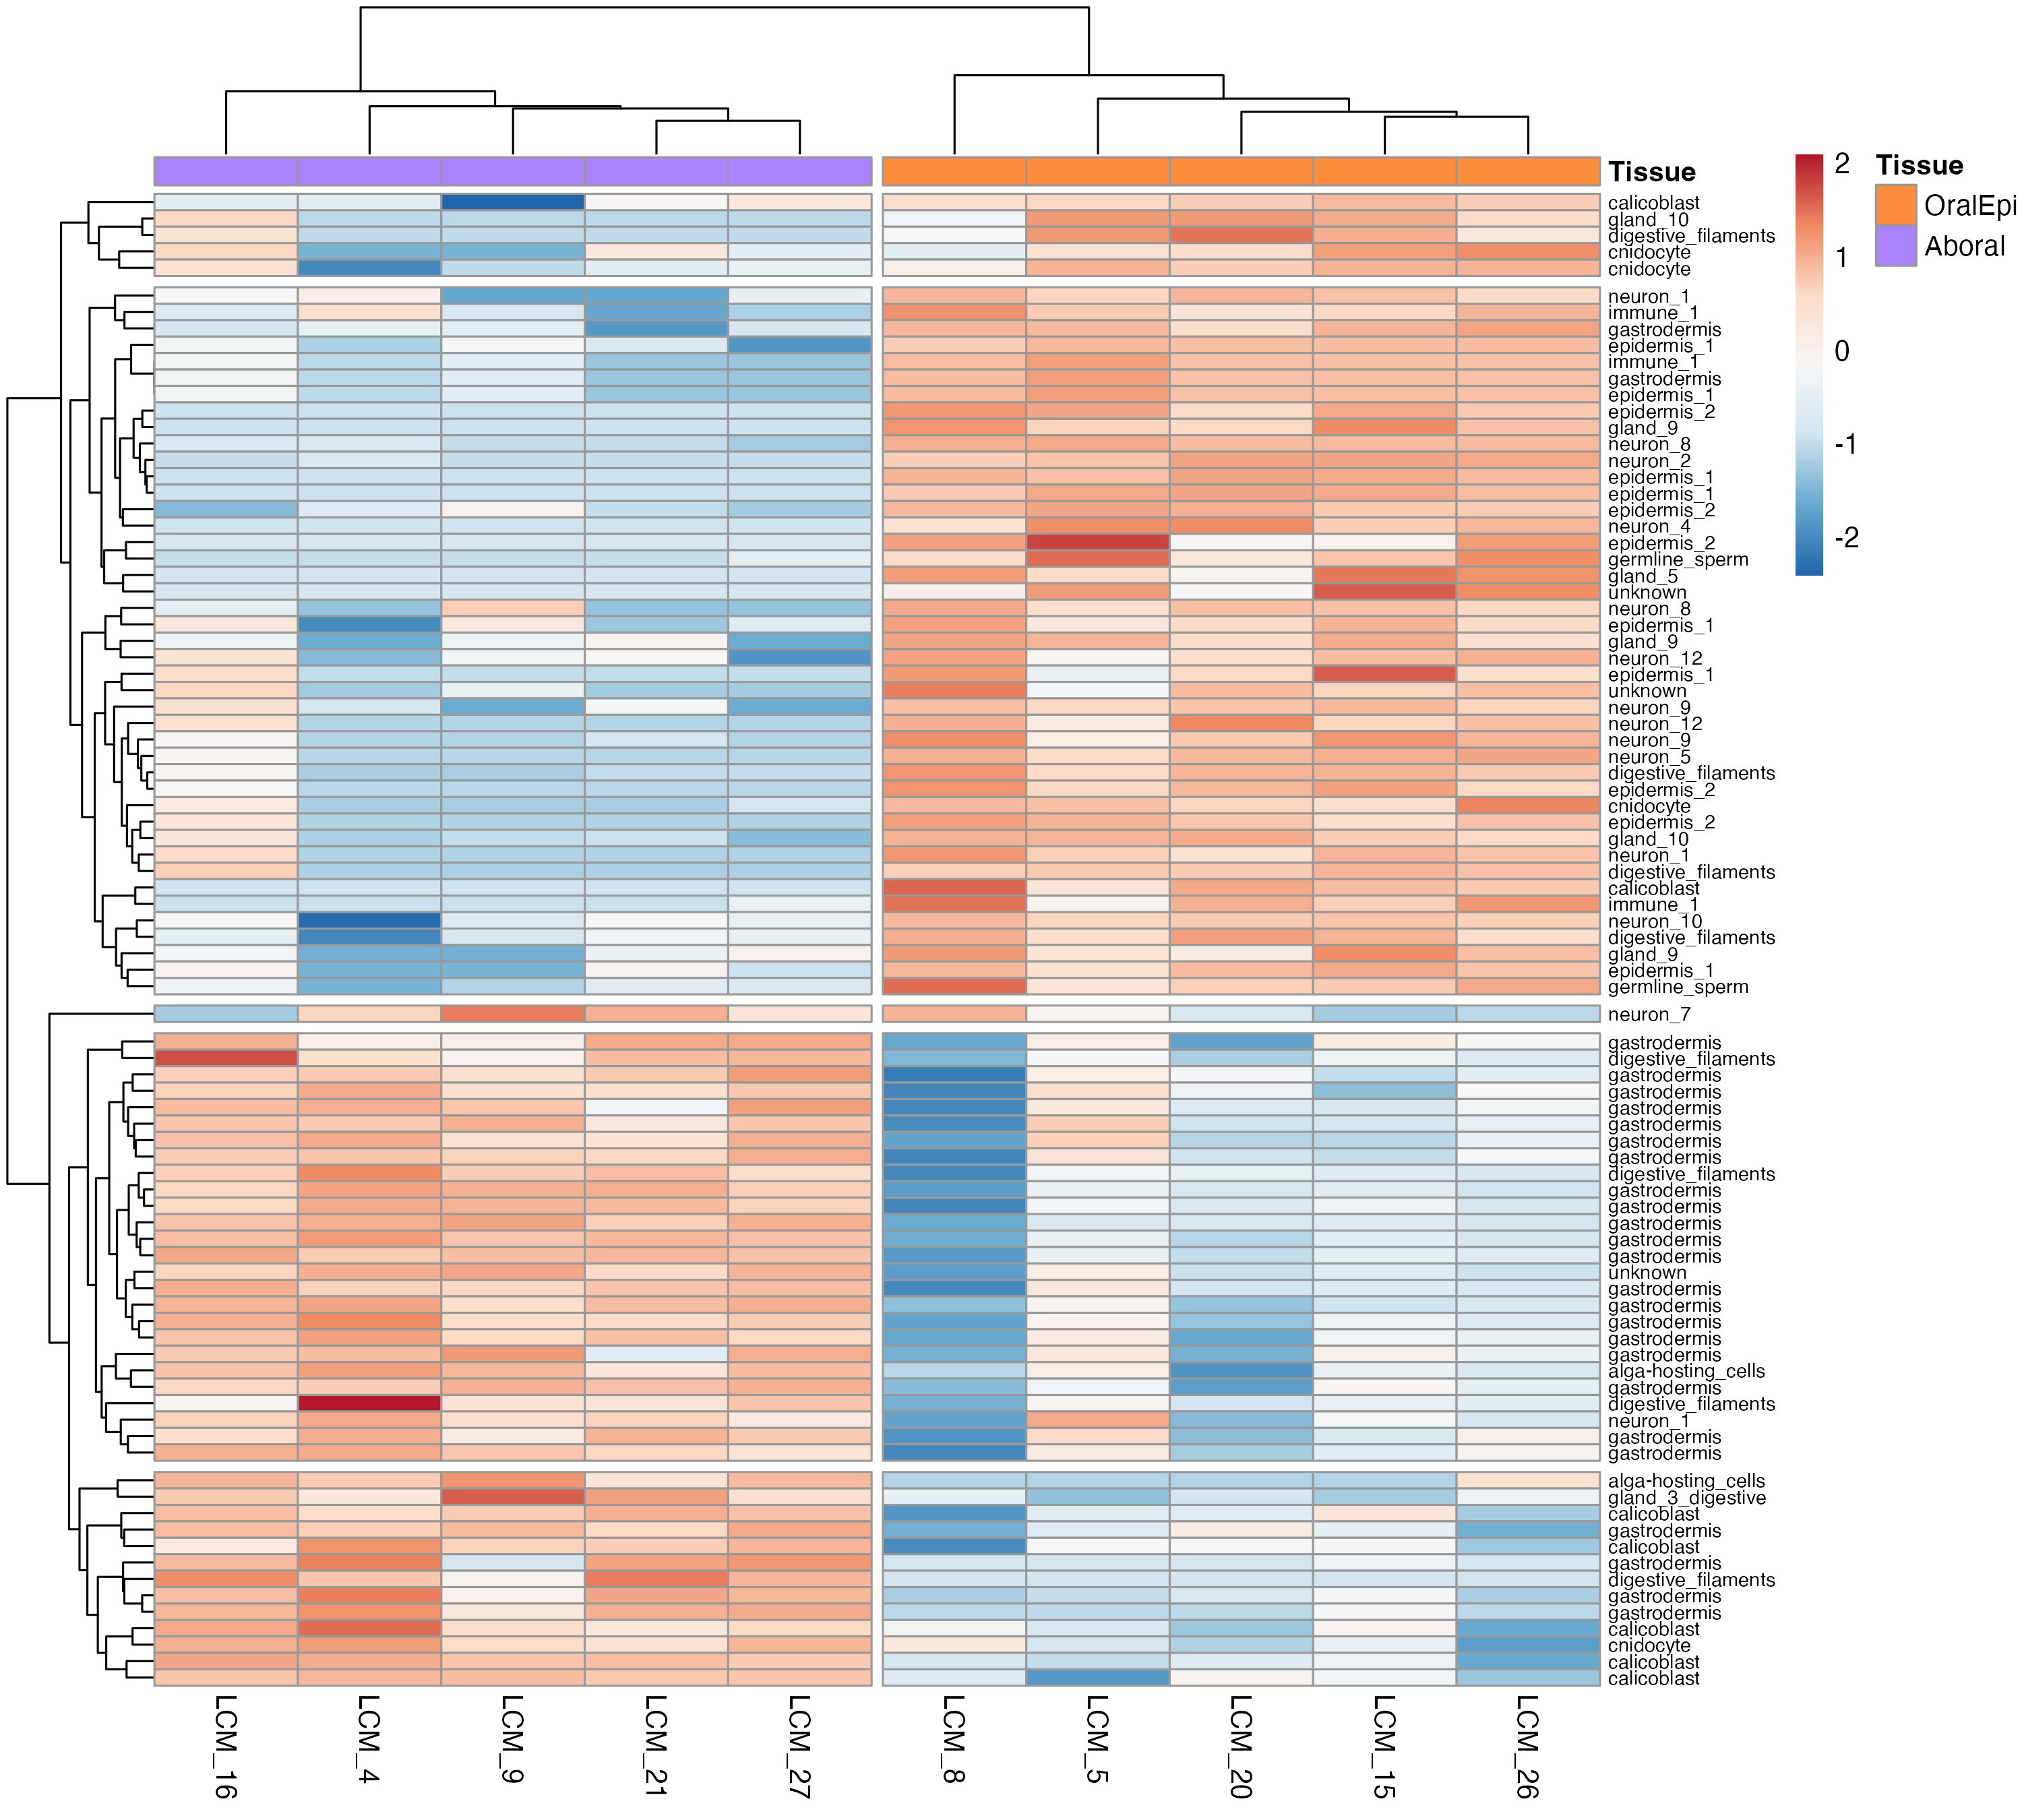 Tissue
calicoblast
gland_10
digestive_filaments
cnidocyte
cnidocyte
neuron_1
immune_1
gastrodermis
epidermis_1
immune_1
gastrodermis
epidermis_1
epidermis_2
gland_9
neuron_8
neuron_2
epidermis_1
epidermis_1
epidermis_2
neuron_4
epidermis_2
germline_sperm
gland_5
unknown
neuron_8
epidermis_1
gland_9
neuron_12
epidermis_1
unknown
neuron_9
neuron_12
neuron_9
neuron_5
digestive_filaments
epidermis_2
cnidocyte
epidermis_2
gland_10
neuron_1
digestive_filaments
calicoblast
immune_1
neuron_10
digestive_filaments
gland_9
epidermis_1
germline_sperm
neuron_7
gastrodermis
digestive_filaments
gastrodermis
gastrodermis
gastrodermis
gastrodermis
gastrodermis
gastrodermis
digestive_filaments
gastrodermis
gastrodermis
gastrodermis
gastrodermis
gastrodermis
unknown
gastrodermis
gastrodermis
gastrodermis
gastrodermis
gastrodermis
alga-hosting_cells
gastrodermis
digestive_filaments
neuron_1
gastrodermis
gastrodermis
alga-hosting_cells
gland_3_digestive
calicoblast
gastrodermis
calicoblast
gastrodermis
digestive_filaments
gastrodermis
gastrodermis
calicoblast
cnidocyte
calicoblast
calicoblast
LCM_16
LCM_4
LCM_9
LCM_21
LCM_27
LCM_8
LCM_5
LCM_20
LCM_15
LCM_26
2
1
0
-1
-2
Tissue
OralEpi
Aboral